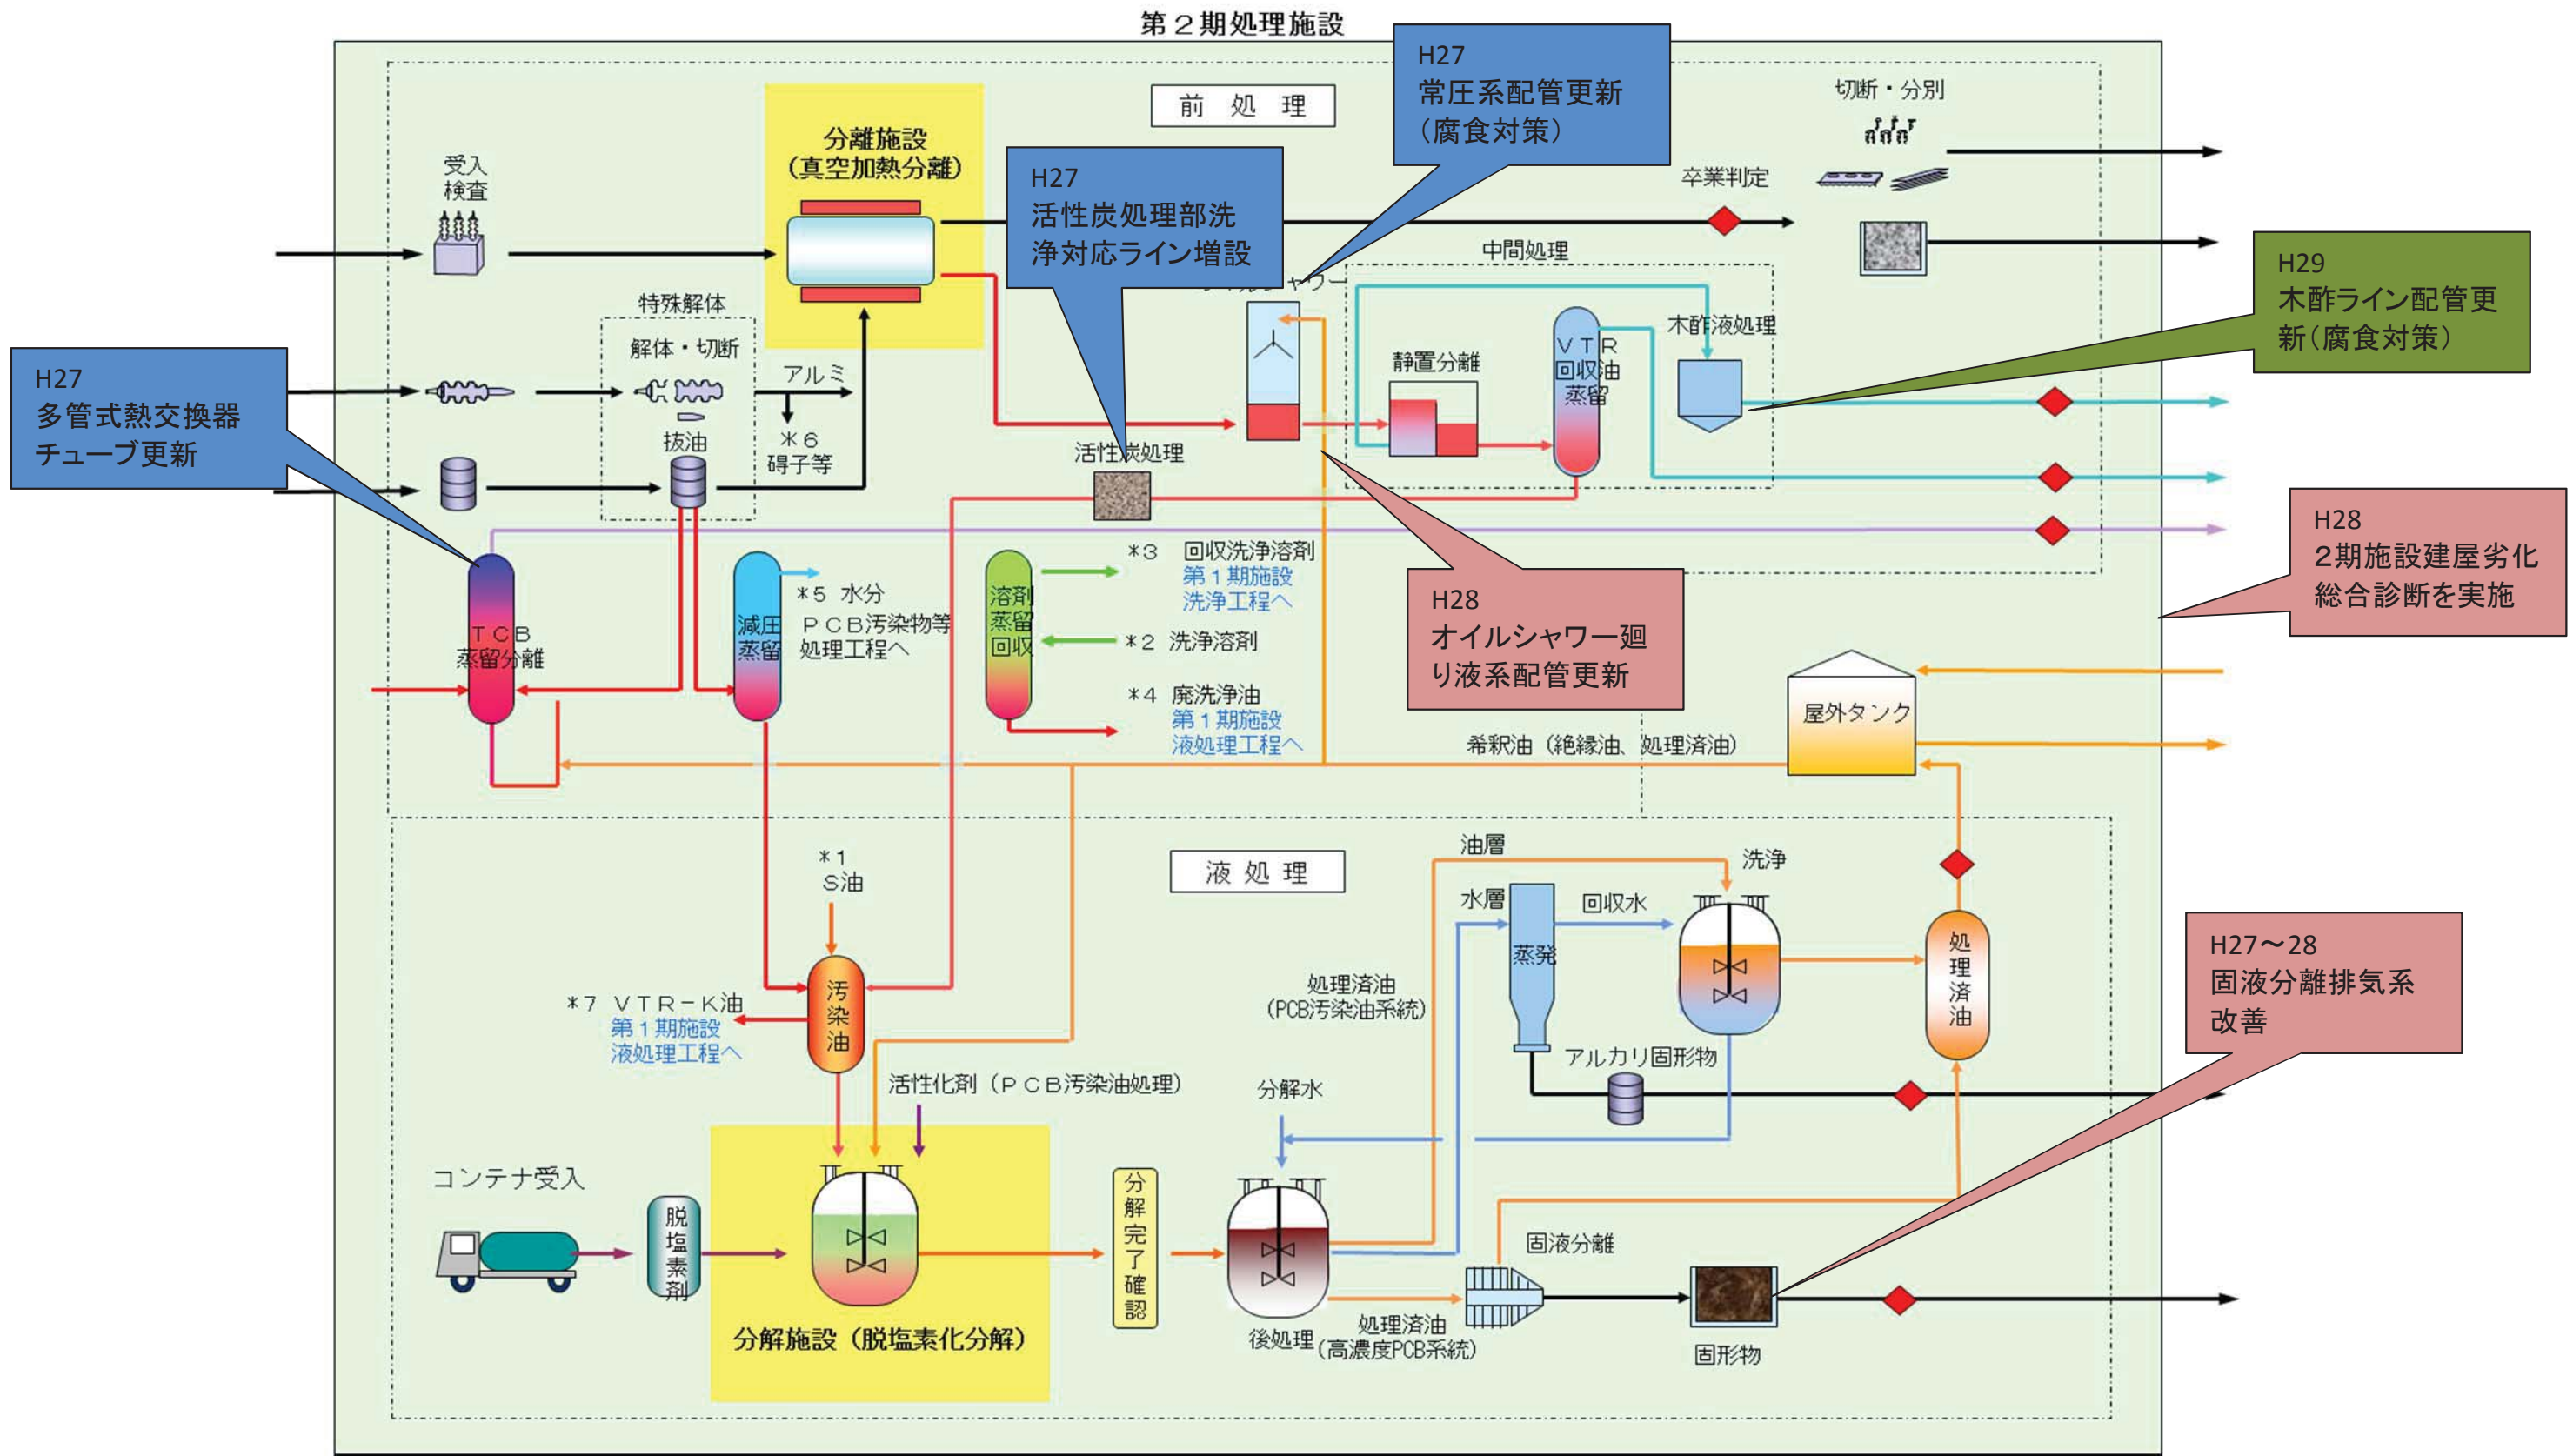 第２期処理施設
H27
常圧系配管更新
（腐食対策）
前　処　理
切断・分別
分離施設
（真空加熱分離）
受入
検査
H27
活性炭処理部洗
浄対応ライン増設
卒業判定
中間処理
H29
木酢ライン配管更
新（腐食対策）
特殊解体
解体・切断
アルミ
＊６
碍子等
抜油
H27
多管式熱交換器
チューブ更新
活性炭処理
静置分離
ＶＴＲ
回収油
蒸留
木酢液処理
H28
２期施設建屋劣化
総合診断を実施
H28
オイルシャワー廻
り液系配管更新
ＴＣＢ
蒸留分離
減圧
蒸留
＊5 水分
ＰＣＢ汚染物等
処理工程へ
溶剤
蒸留
回収
＊3 回収洗浄溶剤
第１期施設
洗浄工程へ
＊2 洗浄溶剤
＊4 廃洗浄油
第１期施設
液処理工程へ
屋外タンク
希釈油（絶縁油、処理済油）
液 処 理
＊1
Ｓ油
汚染油
＊7 ＶＴＲ－Ｋ油
第１期施設
液処理工程へ
油層
水層
回収水
洗浄
蒸発
処理済油
(PCB汚染油系統)
処理済油
アルカリ固形物
H27～28
固液分離排気系
改善
活性化剤（ＰＣＢ汚染油処理）
分解水
コンテナ受入
脱塩素剤
分解施設（脱塩素化分解）
分解完了確認
後処理
固液分離
処理済油
(高濃度PCB系統)
固形物